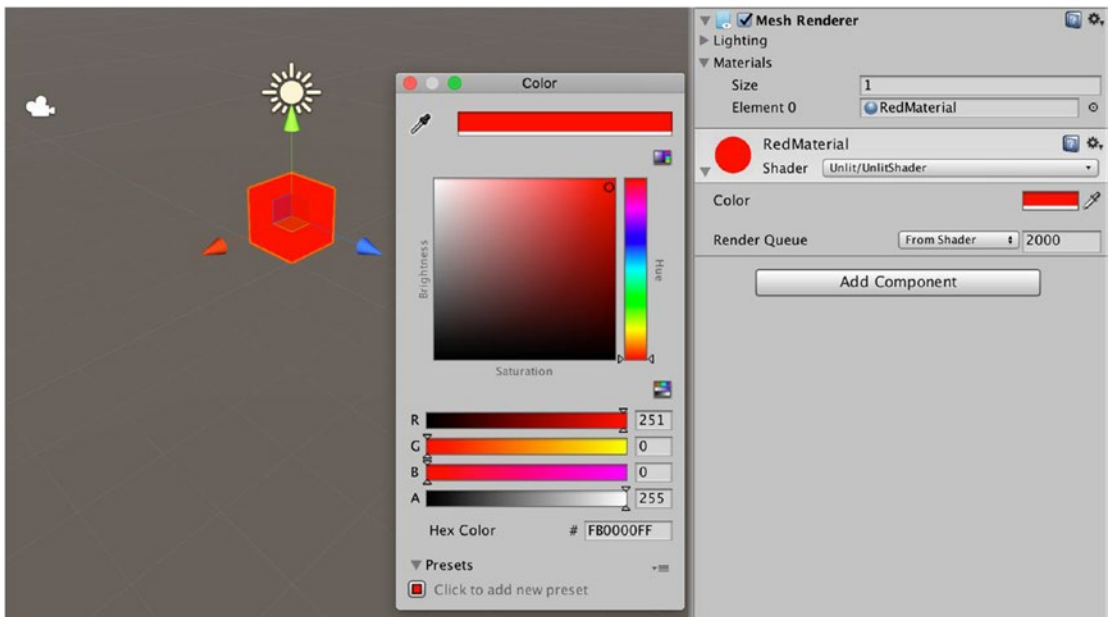 Color
Brightness
Hue
Saturation
R 251
G 0
B 0
A 255
Hex Color # FB0000FF
Presets
Click to add new preset
Mesh Renderer
Lighting
Materials
Size 1
Element 0 RedMaterial
RedMaterial
Shader Unlit/UnlitShader
Color
Render Queue From Shader 2000
Add Component